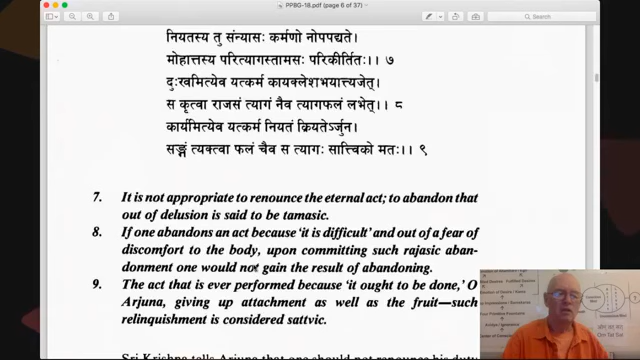 PPBG-18.pdf (page 6 of 37)
Search
नियतस्य तु संन्यासः कर्मणो नोपपद्यते
मोहात्तस्य परित्यागस्तामसः परिकीर्तितः।। ७
दुःखमित्येव यत्कर्म कायक्लेशभयात्त्यजेत्
स कृत्वा राजसं त्यागं नैव त्यागफलं लभेत्।। ८
कार्यमित्येव यत्कर्म नियतं क्रियतेऽर्जुन
सङ्गं त्यक्त्वा फलं चैव स त्यागः सात्त्विको मतः।। ९
7. It is not appropriate to renounce the eternal act; to abandon that
out of delusion is said to be tamasic.
8. If one abandons an act because 'it is difficult' and out of a fear of
discomfort to the body, upon committing such rajasic aban-
donment one would not gain the result of abandoning.
9. The act that is ever performed because 'it ought to be done,' O
Arjuna, giving up attachment as well as the fruit—such
relinquishment is considered sattvic.
Sri Krishna tells Arjuna that one should not renounce his duty
Om Tat Sat